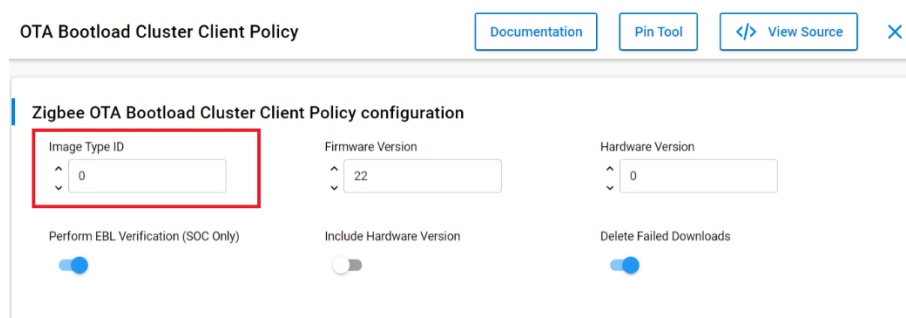 OTA Bootload Cluster Client Policy
Documentation
Pin Tool
</> View Source
Zigbee OTA Bootload Cluster Client Policy configuration
Image Type ID
Firmware Version
Hardware Version
0
22
0
Perform EBL Verification (SOC Only)
Include Hardware Version
Delete Failed Downloads